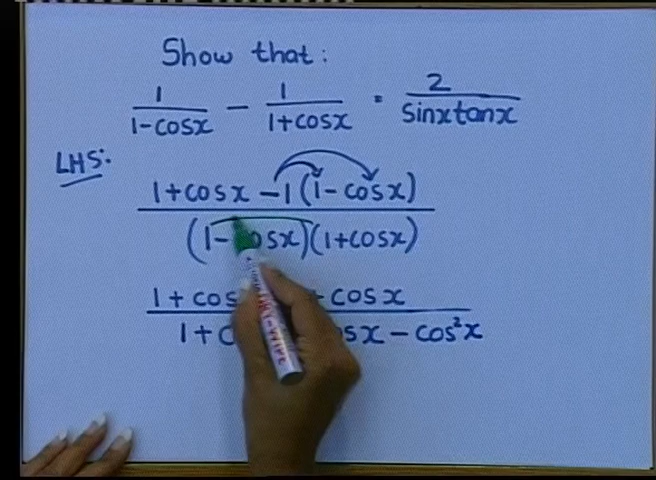 Show that:
1/(1-cosx) - 1/(1+cosx) = 2/(sinxtanx)
LHS:
1+cosx -1(1-cosx)
(1-cosx)(1+cosx)
1+cos + cosx
1+c sx - cos²x